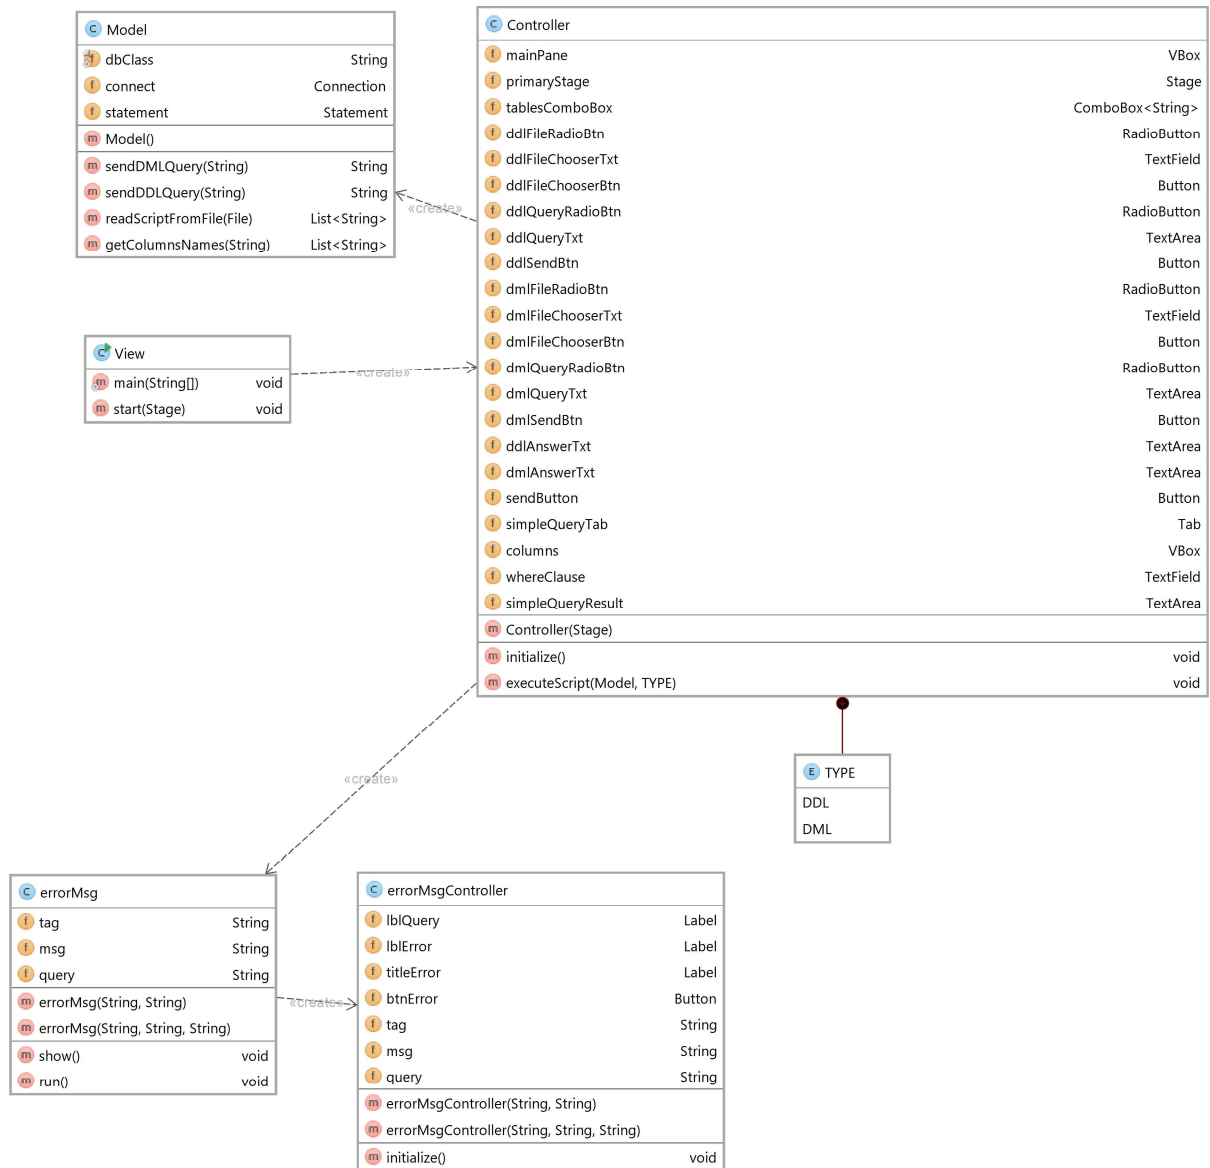 Model
dbClass String
connect Connection
statement Statement
Model()
sendDMLQuery(String) String
sendDDLQuery(String) String
readScriptFromFile(File) List<String>
getColumnsNames(String) List<String>
«create»
View
main(String[]) void
start(Stage) void
«create»
Controller
mainPane VBox
primaryStage Stage
tablesComboBox ComboBox<String>
ddlFileRadioBtn RadioButton
ddlFileChooserTxt TextField
ddlFileChooserBtn Button
ddlQueryRadioBtn RadioButton
ddlQueryTxt TextArea
ddlSendBtn Button
dmlFileRadioBtn RadioButton
dmlFileChooserTxt TextField
dmlFileChooserBtn Button
dmlQueryRadioBtn RadioButton
dmlQueryTxt TextArea
dmlSendBtn Button
ddlAnswerTxt TextArea
dmlAnswerTxt TextArea
sendButton Button
simpleQueryTab Tab
columns VBox
whereClause TextField
simpleQueryResult TextArea
Controller(Stage)
initialize() void
executeScript(Model, TYPE) void
«create»
TYPE
DDL
DML
errorMsg
tag String
msg String
query String
errorMsg(String, String)
errorMsg(String, String, String)
show() void
run() void
«create»
errorMsgController
lblQuery Label
lblError Label
titleError Label
btnError Button
tag String
msg String
query String
errorMsgController(String, String)
errorMsgController(String, String, String)
initialize() void